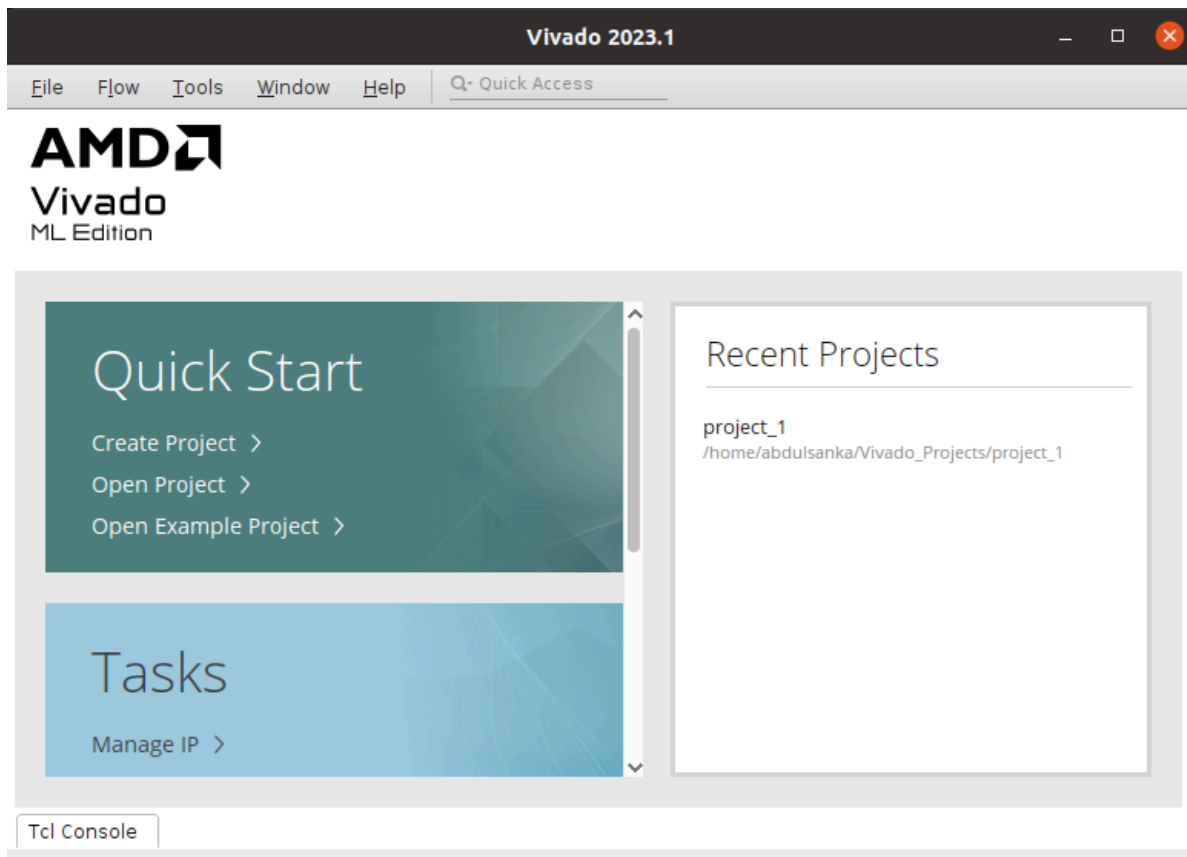 Vivado 2023.1
File Flow Tools Window Help Quick Access
AMD
Vivado
ML Edition
Quick Start
Create Project >
Open Project >
Open Example Project >
Tasks
Manage IP >
Recent Projects
project_1
/home/abdulsanka/Vivado_Projects/project_1
Tcl Console